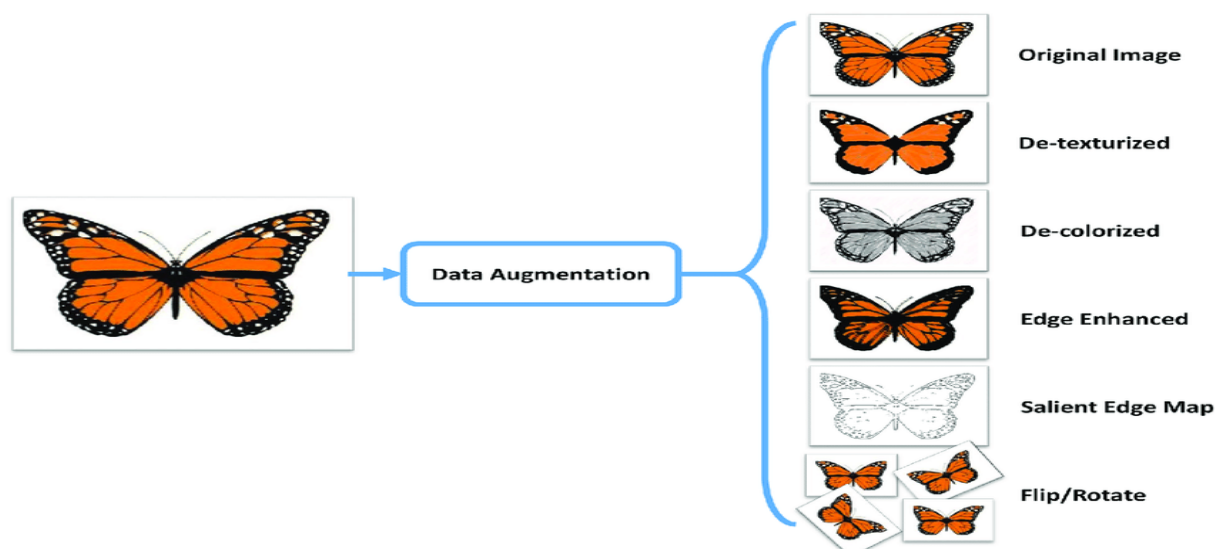 Original Image
De-texturized
De-colorized
Data Augmentation
Edge Enhanced
Salient Edge Map
Flip/Rotate